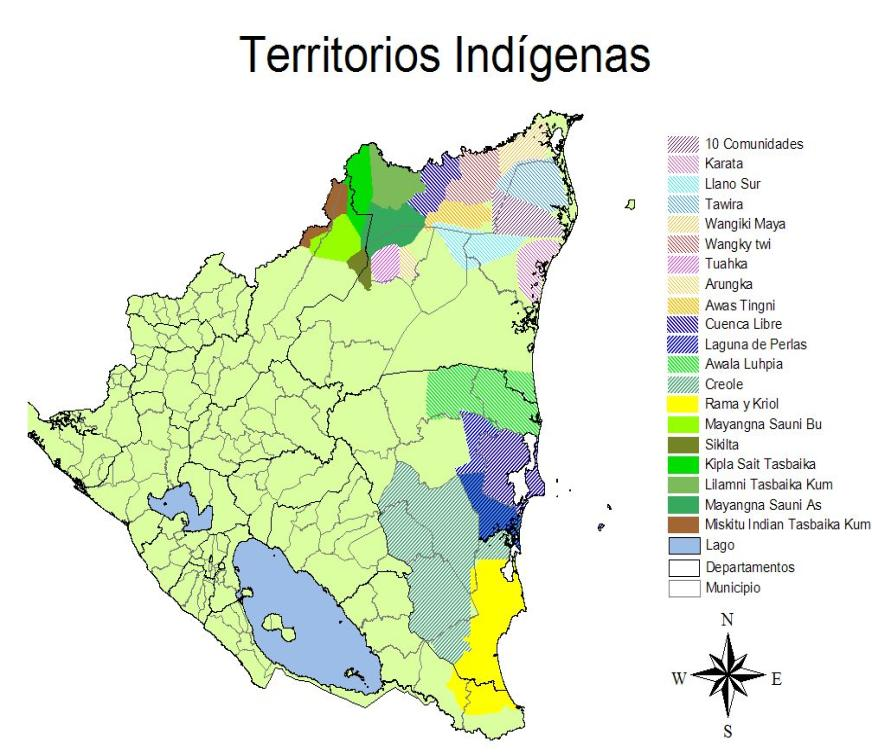 Territorios Indígenas
10 Comunidades
Karata
Llano Sur
Tawira
Wangiki Maya
Wangky twi
Tuahka
Arungka
Awas Tingni
Cuenca Libre
Laguna de Perlas
Awala Luhpia
Creole
Rama y Kriol
Mayangna Sauni Bu
Sikilta
Kipla Sait Tasbaika
Lilamni Tasbaika Kum
Mayangna Sauni As
Miskitu Indian Tasbaika Kum
Lago
Departamentos
Municipio
N
W E
S